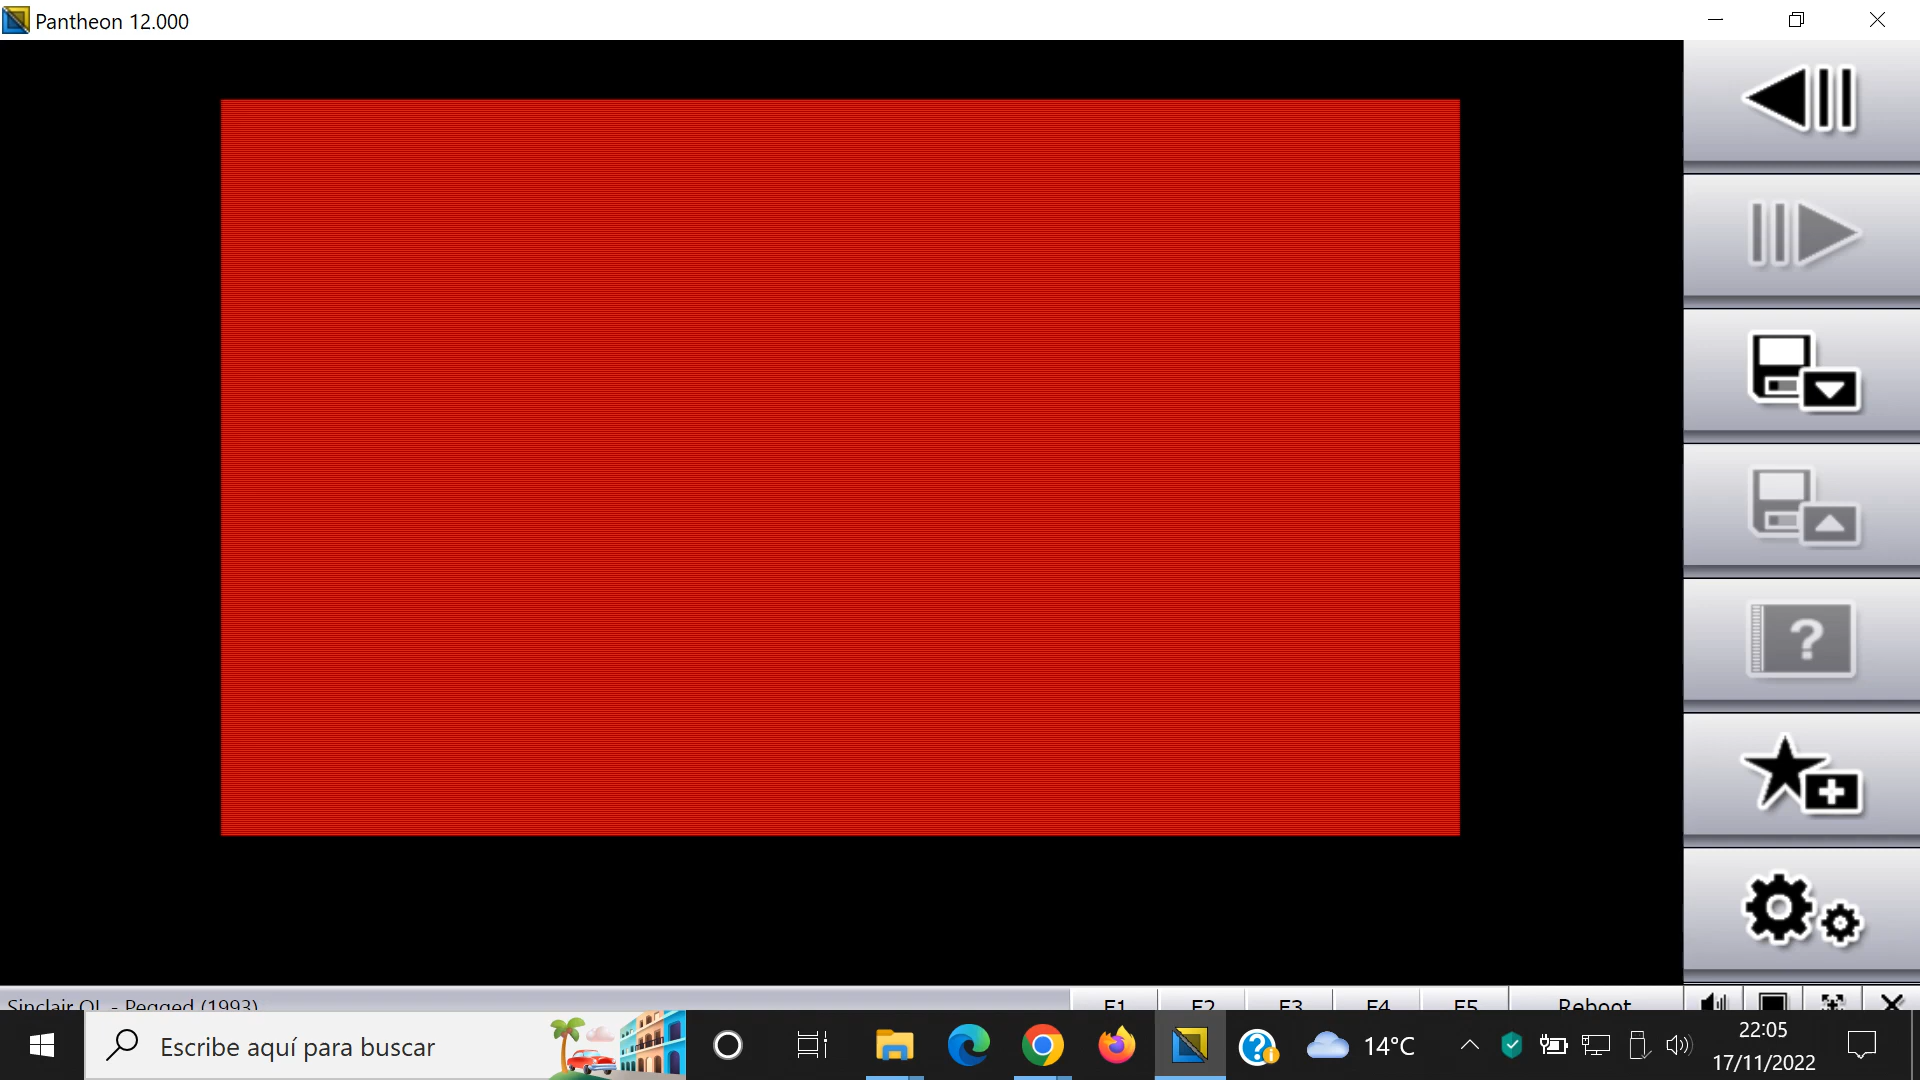 Pantheon 12.000
?
Sinclair QL - Pegged (1993)
F1 F2 F3 F4 F5 Reboot
Escribe aquí para buscar
14°C
22:05
17/11/2022